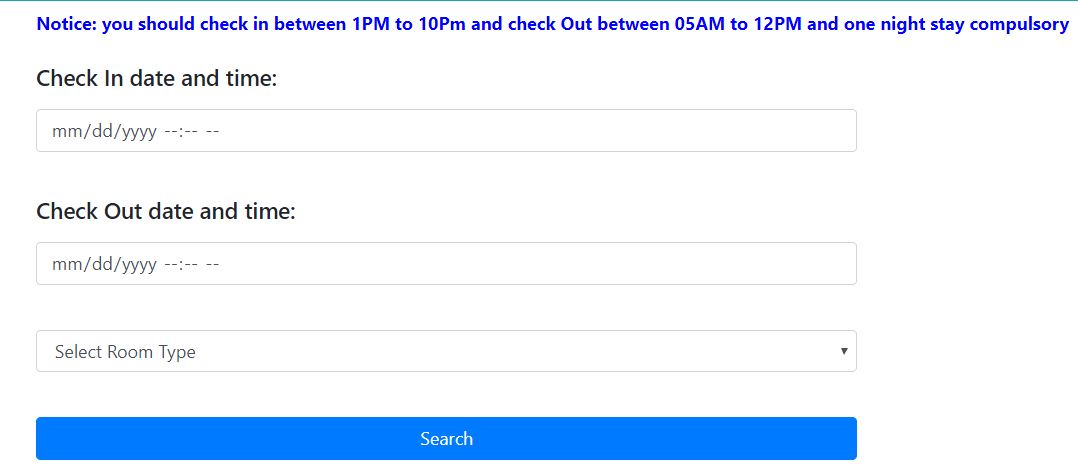 Notice: you should check in between 1PM to 10Pm and check Out between 05AM to 12PM and one night stay compulsory
Check In date and time:
mm/dd/yyyy --:-- --
Check Out date and time:
mm/dd/yyyy --:-- --
Select Room Type
Search